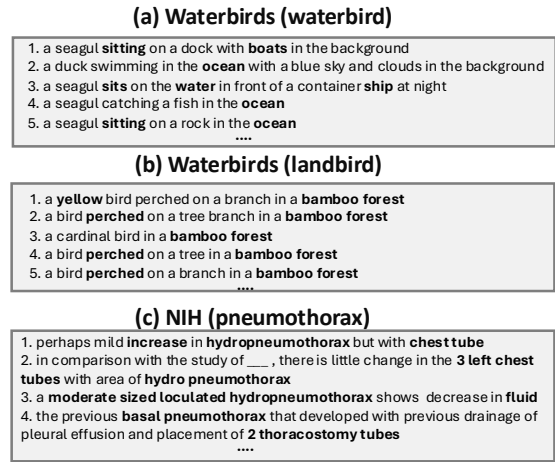 (a) Waterbirds (waterbird)
1. a seagul sitting on a dock with boats in the background
2. a duck swimming in the ocean with a blue sky and clouds in the background
3. a seagul sits on the water in front of a container ship at night
4. a seagul catching a fish in the ocean
5. a seagul sitting on a rock in the ocean
....
(b) Waterbirds (landbird)
1. a yellow bird perched on a branch in a bamboo forest
2. a bird perched on a tree branch in a bamboo forest
3. a cardinal bird in a bamboo forest
4. a bird perched on a tree in a bamboo forest
5. a bird perched on a branch in a bamboo forest
....
(c) NIH (pneumothorax)
1. perhaps mild increase in hydropneumothorax but with chest tube
2. in comparison with the study of ___ , there is little change in the 3 left chest
tubes with area of hydro pneumothorax
3. a moderate sized loculated hydropneumothorax shows decrease in fluid
4. the previous basal pneumothorax that developed with previous drainage of
pleural effusion and placement of 2 thoracostomy tubes
....